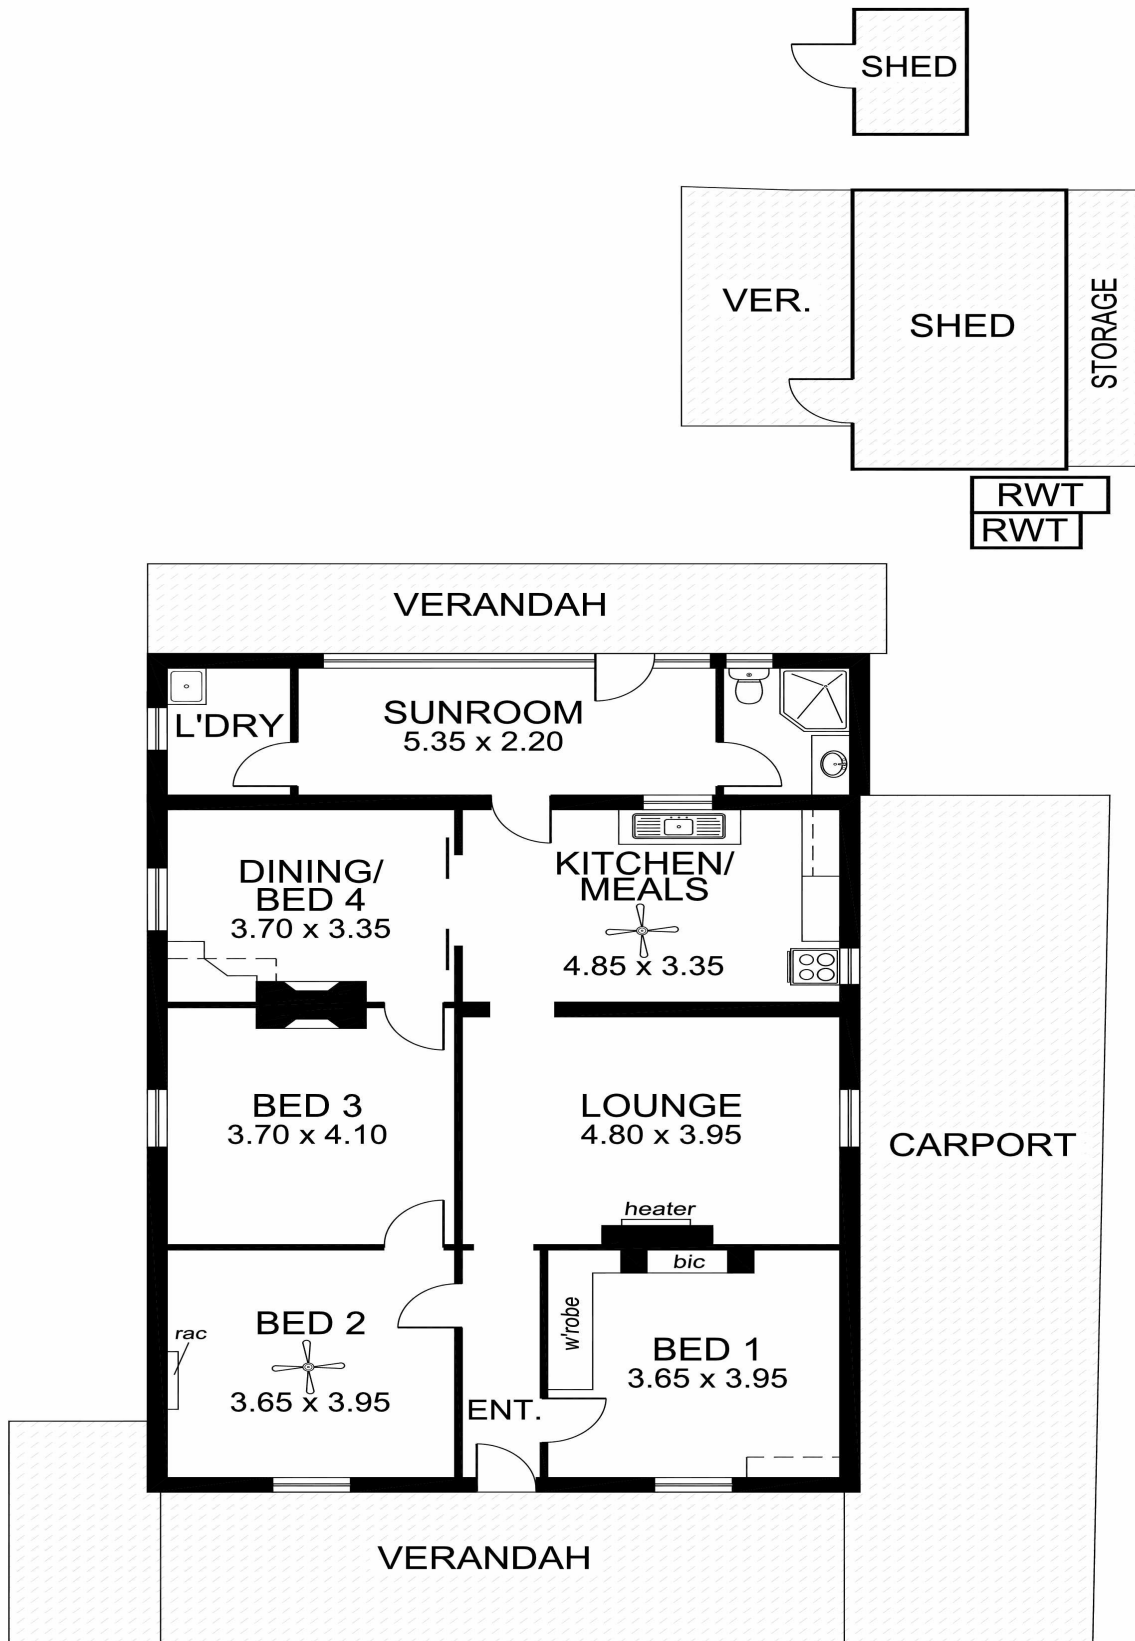 SHED
VER.
SHED
STORAGE
RWT
RWT
VERANDAH
L'DRY
SUNROOM
5.35 x 2.20
DINING/
BED 4
3.70 x 3.35
KITCHEN/
MEALS
4.85 x 3.35
BED 3
3.70 x 4.10
LOUNGE
4.80 x 3.95
CARPORT
heater
bic
rac
BED 2
3.65 x 3.95
w'robe
BED 1
3.65 x 3.95
ENT.
VERANDAH